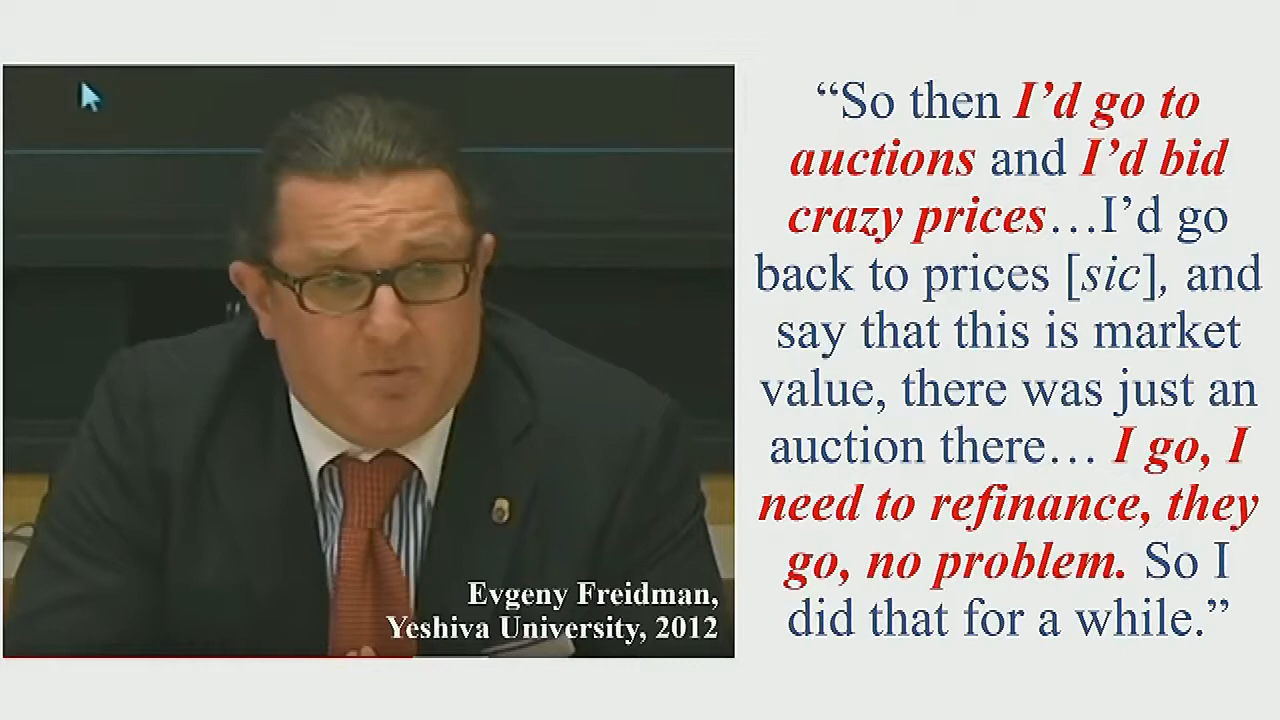 “So then I’d go to
auctions and I’d bid
crazy prices…I’d go
back to prices [sic], and
say that this is market
value, there was just an
auction there… I go, I
need to refinance, they
go, no problem. So I
did that for a while.”
Evgeny Freidman,
Yeshiva University, 2012